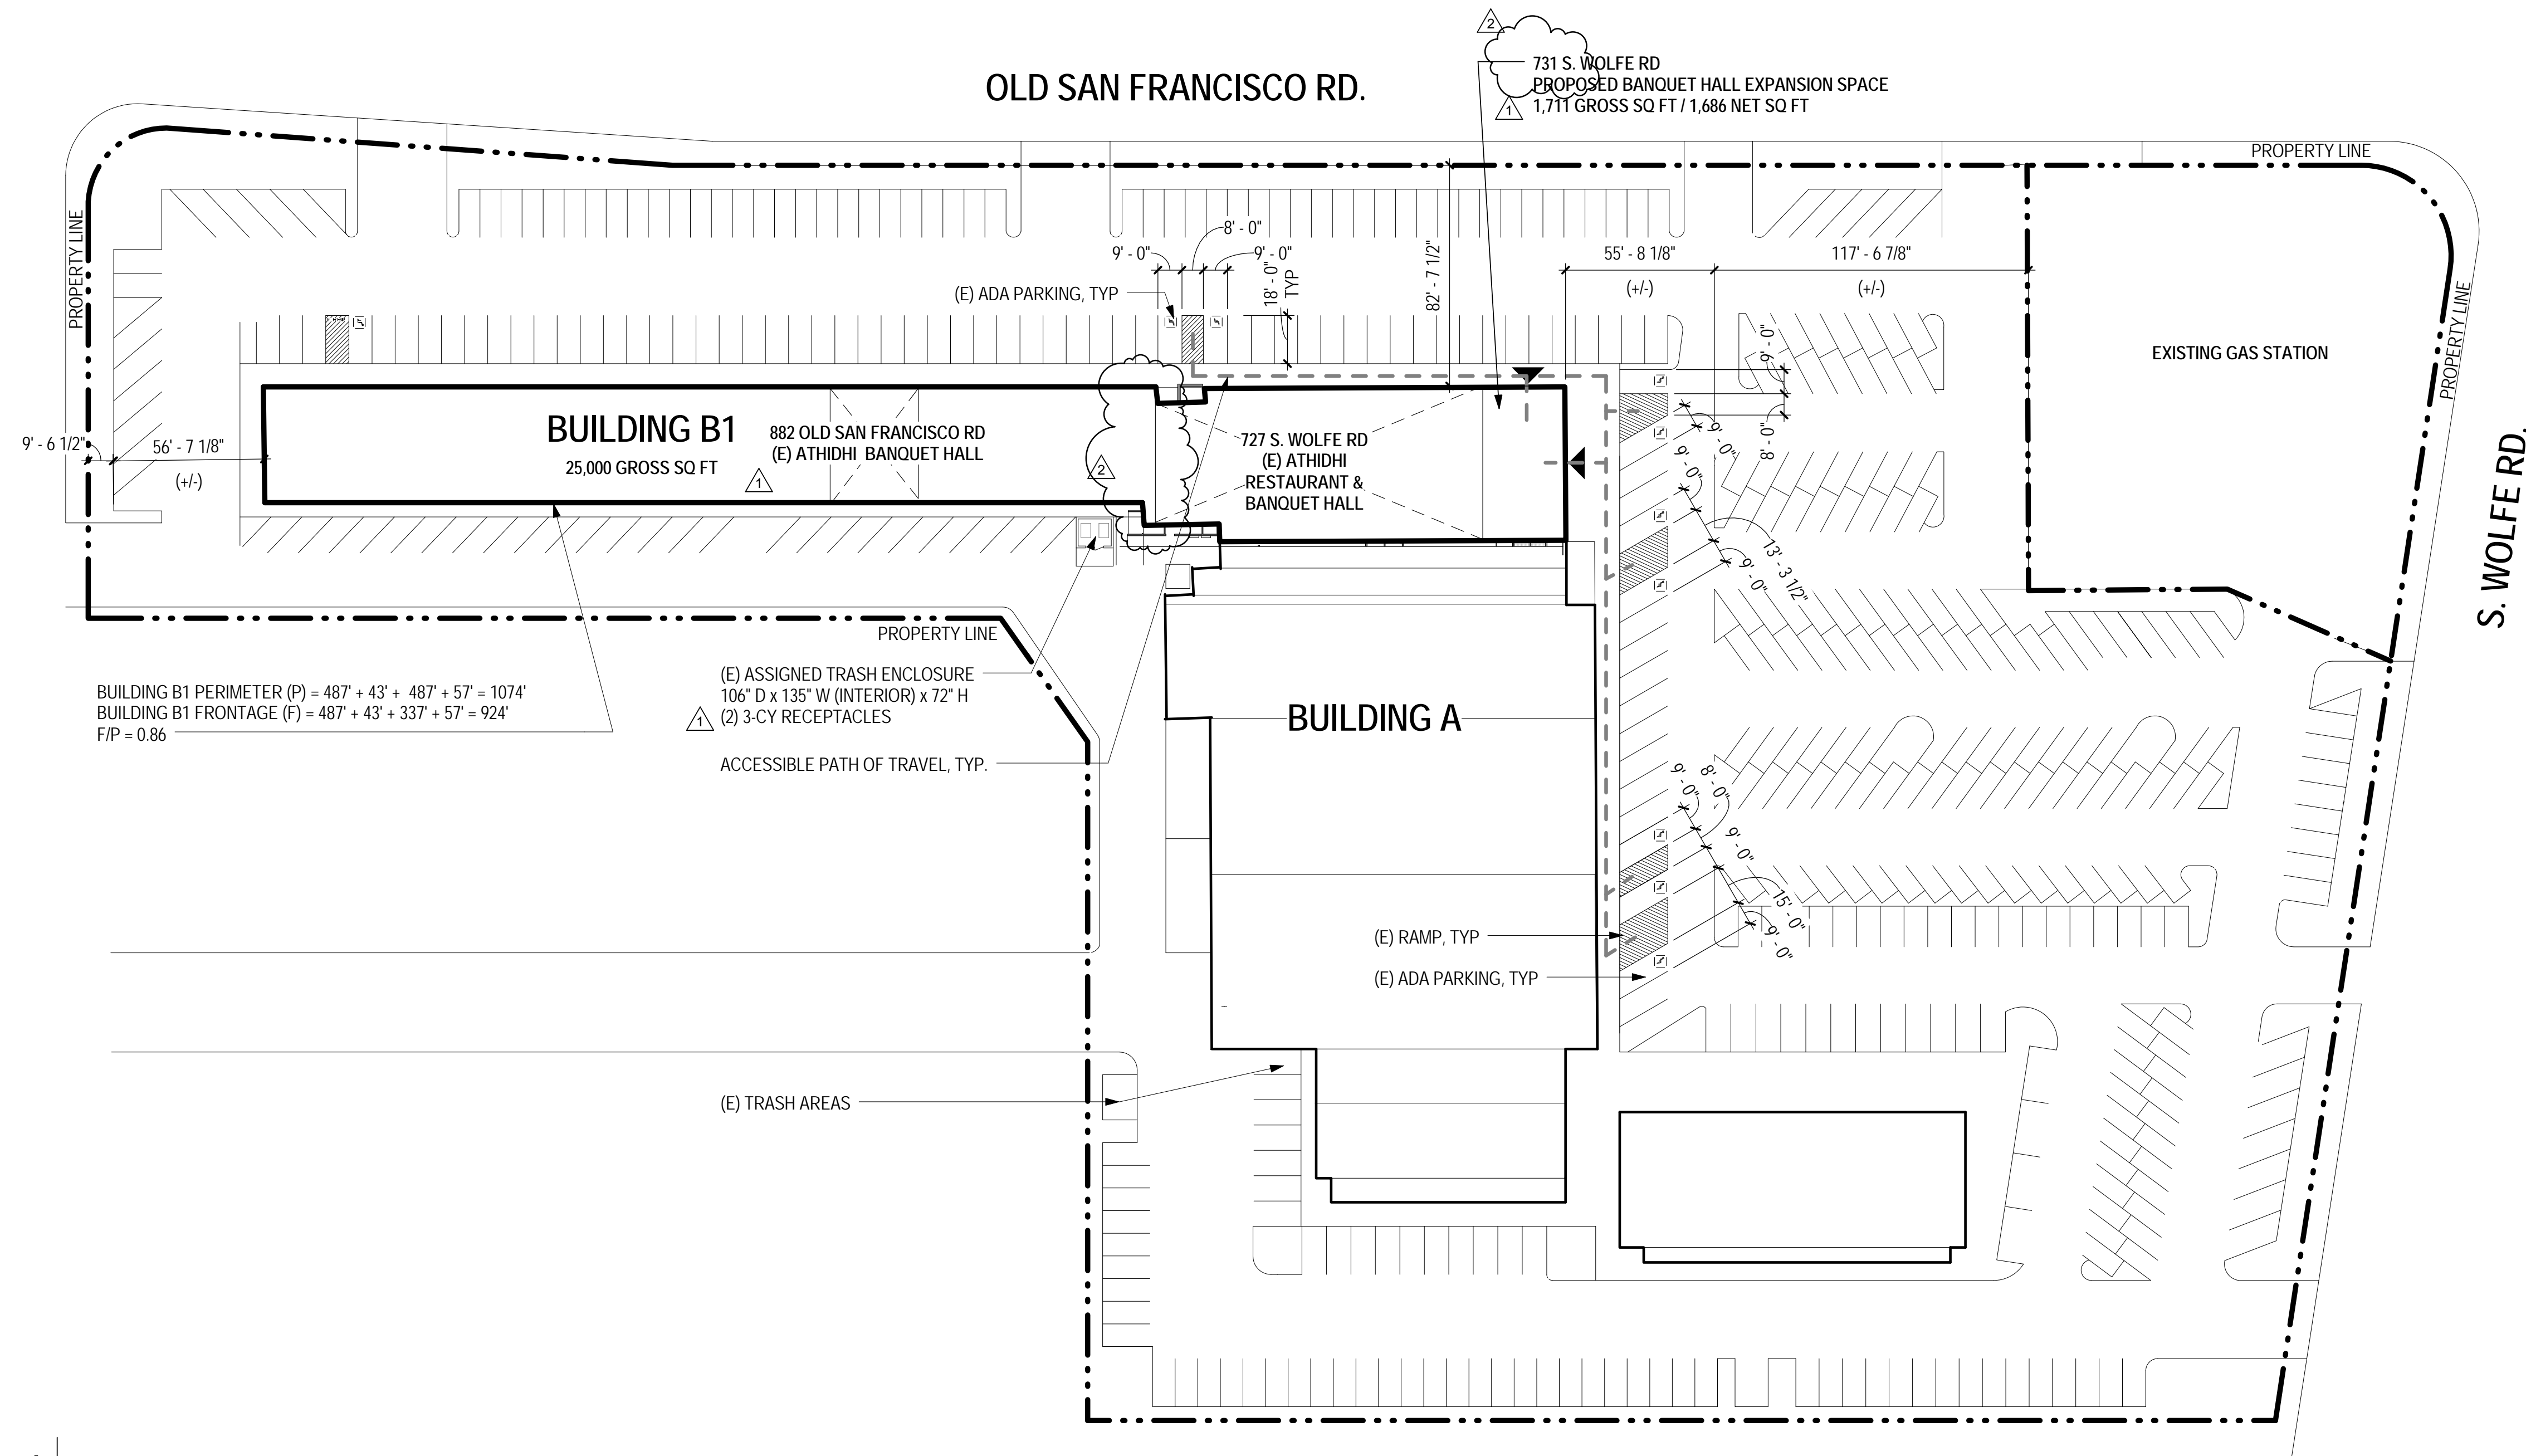 2
731 S. WOLFE RD
PROPOSED BANQUET HALL EXPANSION SPACE
1
1,711 GROSS SQ FT / 1,686 NET SQ FT
OLD SAN FRANCISCO RD.
PROPERTY LINE
PROPERTY LINE
8' - 0"
9' - 0"
9' - 0"
18' - 0"
TYP
82' - 7 1/2"
55' - 8 1/8"
(+/-)
117' - 6 7/8"
(+/-)
(E) ADA PARKING, TYP
PROPERTY LINE
EXISTING GAS STATION
9' - 0"
8' - 0"
9' - 0"
9' - 0"
13' - 3 1/2"
9' - 0"
S. WOLFE RD.
9' - 6 1/2"
56' - 7 1/8"
(+/-)
BUILDING B1
25,000 GROSS SQ FT
882 OLD SAN FRANCISCO RD
(E) ATHIDHI  BANQUET HALL
1
2
727 S. WOLFE RD
(E) ATHIDHI
RESTAURANT &
BANQUET HALL
PROPERTY LINE
BUILDING B1 PERIMETER (P) = 487' + 43' +  487' + 57' = 1074'
BUILDING B1 FRONTAGE (F) = 487' + 43' + 337' + 57' = 924'
F/P = 0.86
(E) ASSIGNED TRASH ENCLOSURE
106" D x 135" W (INTERIOR) x 72" H
1
(2) 3-CY RECEPTACLES
ACCESSIBLE PATH OF TRAVEL, TYP.
BUILDING A
9' - 0"
8' - 0"
9' - 0"
15' - 0"
9' - 0"
(E) RAMP, TYP
(E) ADA PARKING, TYP
(E) TRASH AREAS